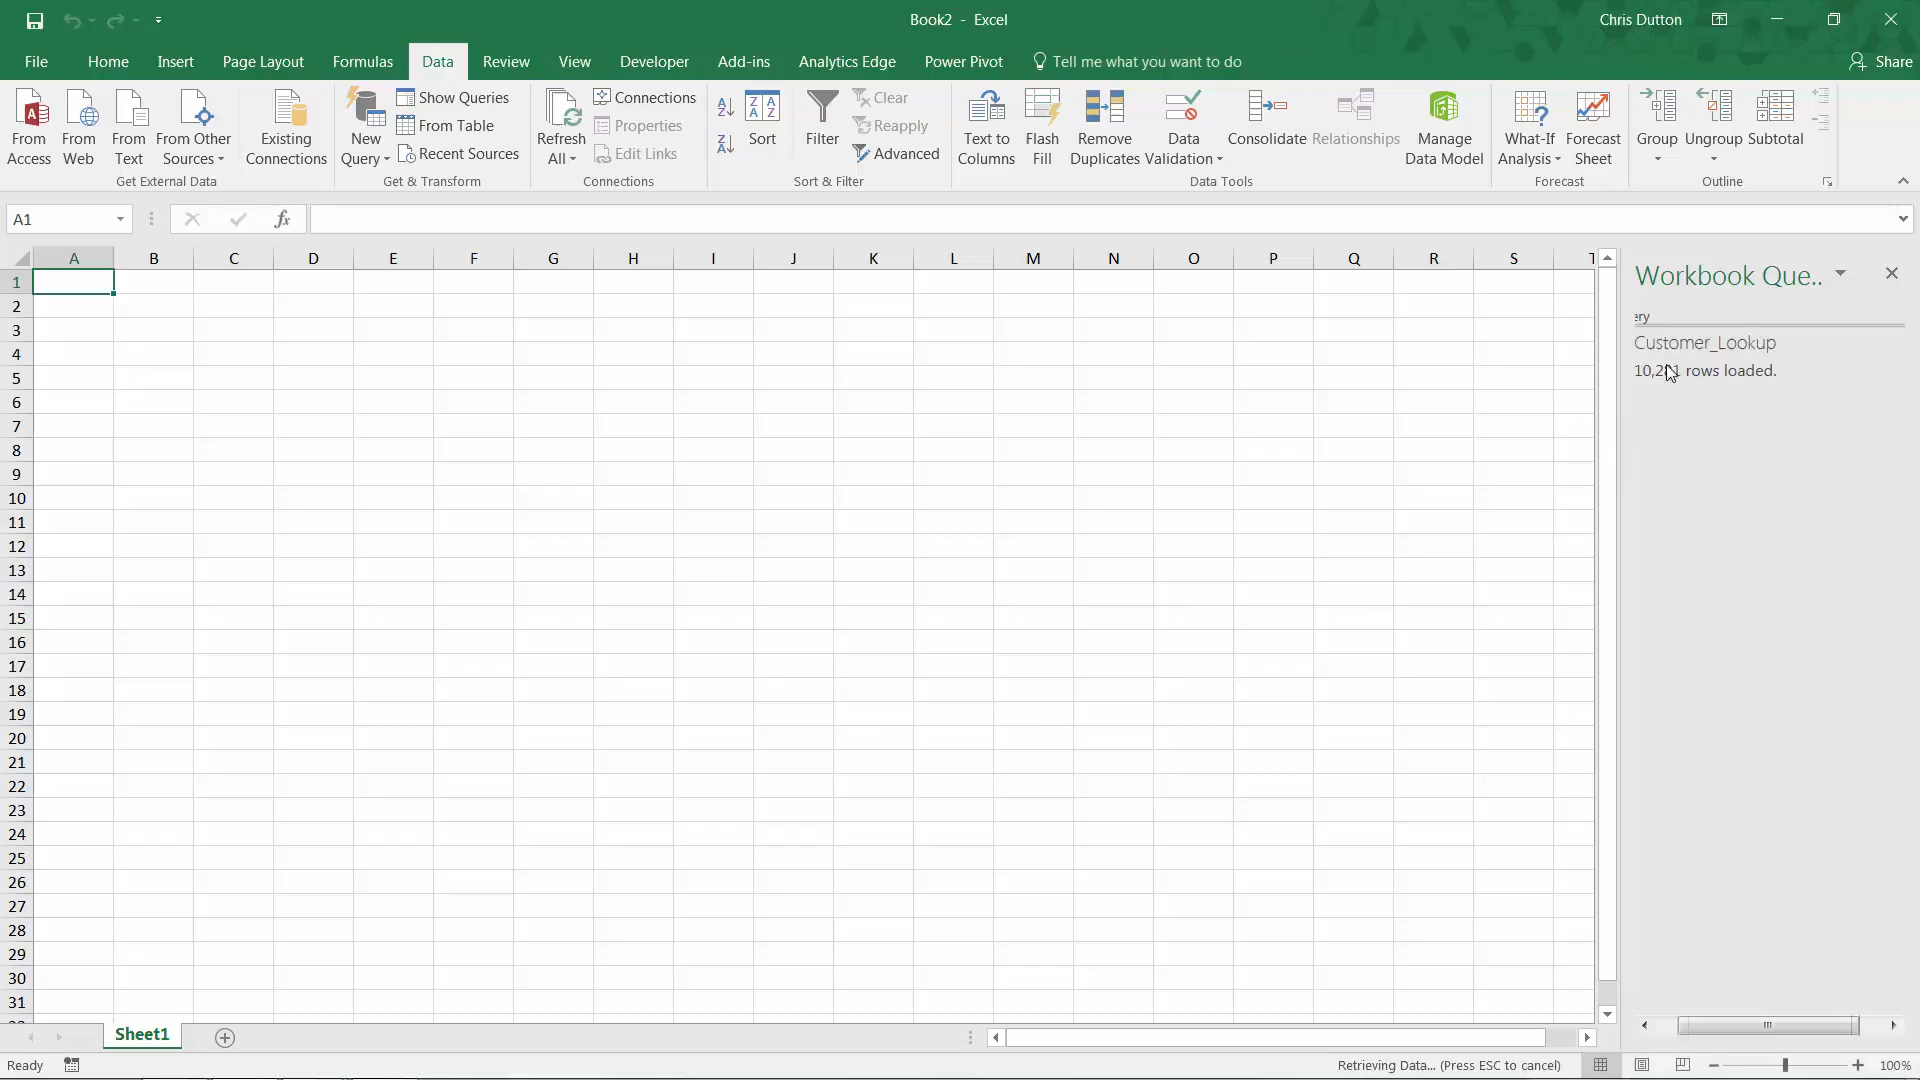 Book2 - Excel
Chris Dutton
File Home Insert Page Layout Formulas Data Review View Developer Add-ins Analytics Edge Power Pivot Tell me what you want to do Share
From Access
From Web
From Text
From Other Sources
Existing Connections
Get External Data
New Query
Show Queries
From Table
Recent Sources
Get & Transform
Refresh All
Connections
Properties
Edit Links
Connections
Sort
Filter
Clear
Reapply
Advanced
Sort & Filter
Text to Columns
Flash Fill
Remove Duplicates
Data Validation
Consolidate
Relationships
Manage Data Model
Data Tools
What-If Analysis
Forecast Sheet
Forecast
Group
Ungroup
Subtotal
Outline
A1
fx
A B C D E F G H I J K L M N O P Q R S
1
2
3
4
5
6
7
8
9
10
11
12
13
14
15
16
17
18
19
20
21
22
23
24
25
26
27
28
29
30
31
Workbook Que..
ery
Customer_Lookup
rows loaded.
Sheet1
Ready
Retrieving Data... (Press ESC to cancel)
100%